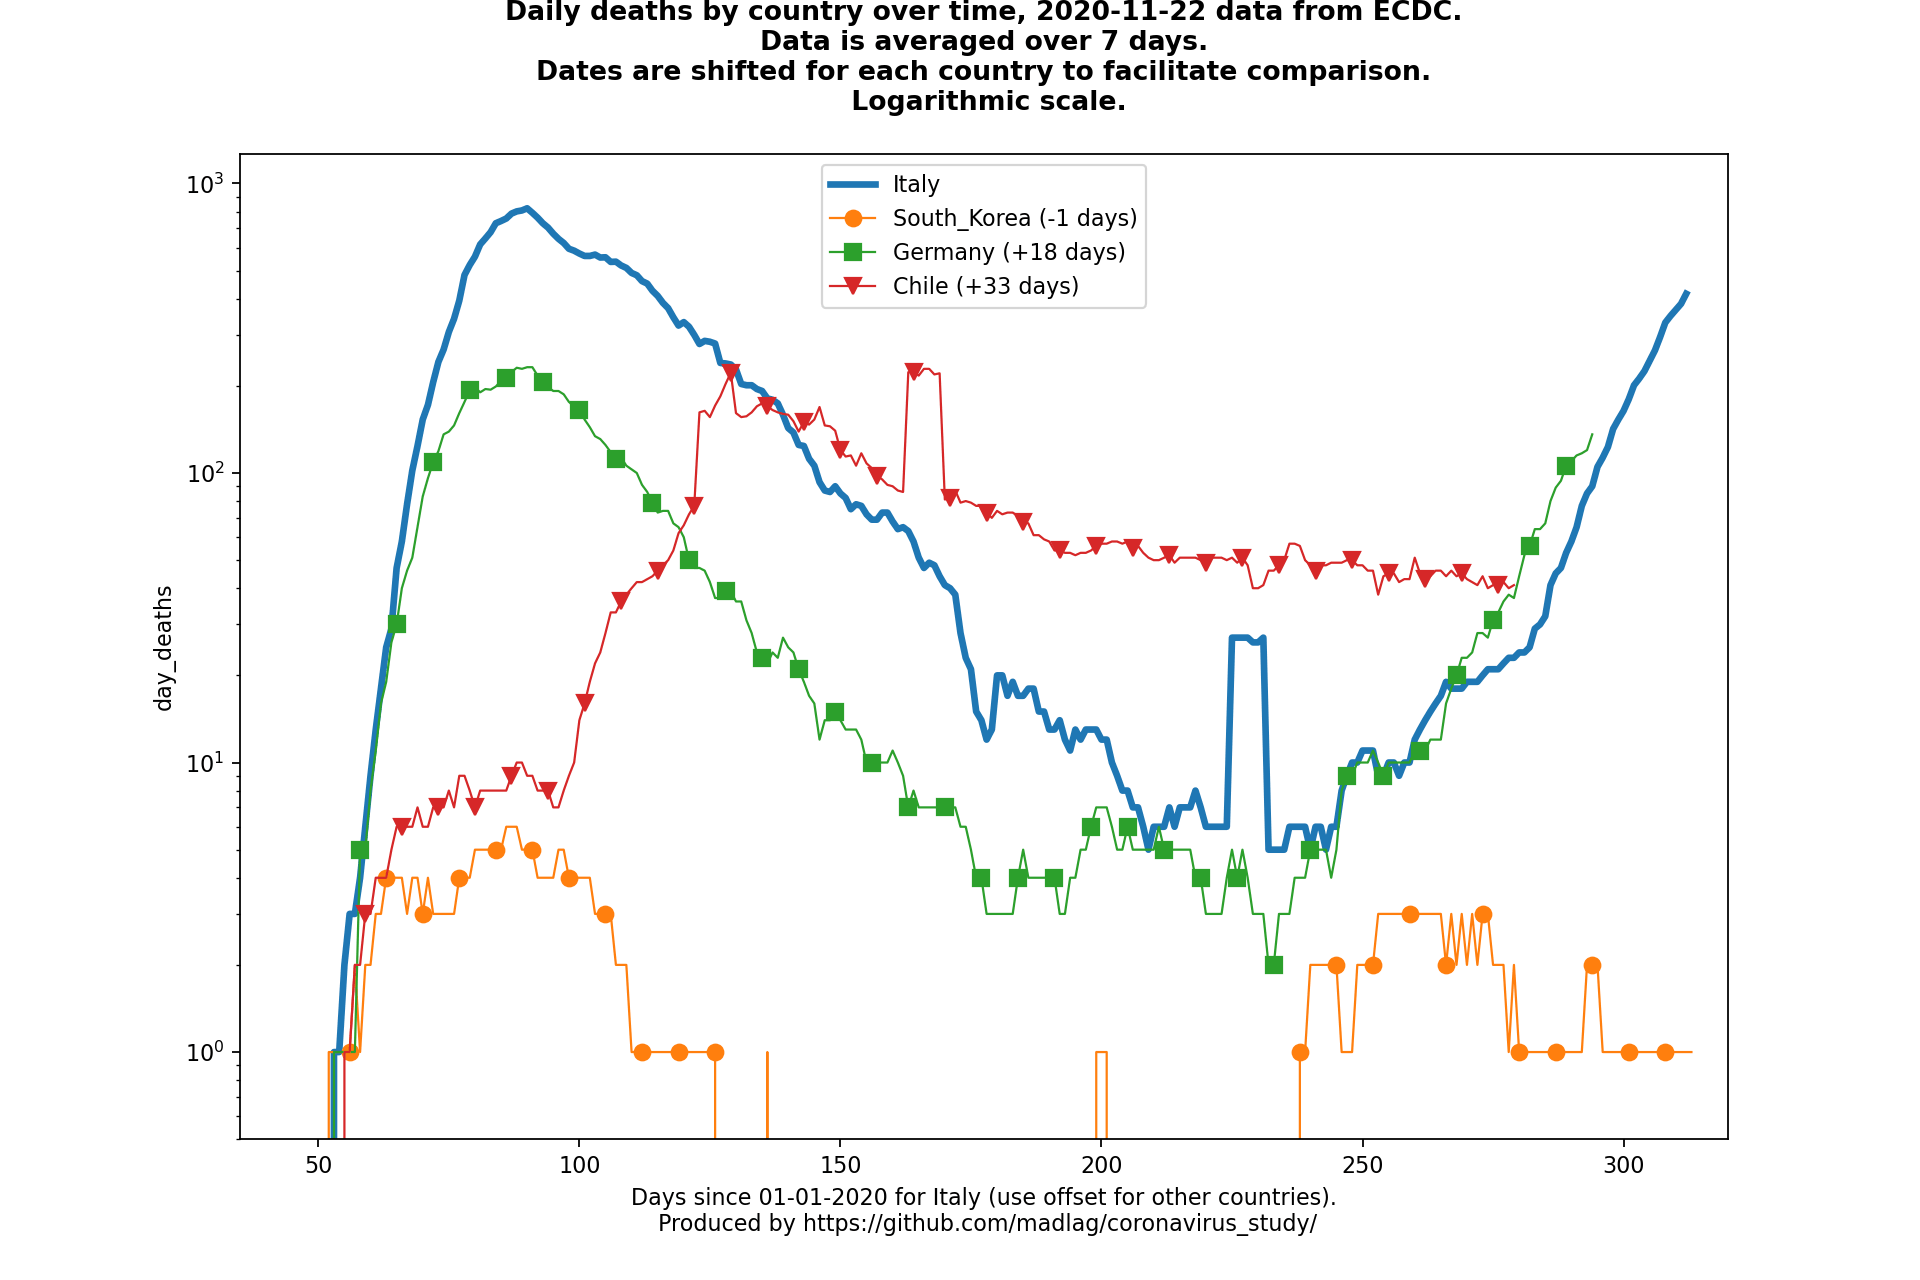 Daily deaths by country over time, 2020-11-22 data from ECDC.
Data is averaged over 7 days.
Dates are shifted for each country to facilitate comparison.
Logarithmic scale.
10³
10²
10¹
10⁰
day_deaths
Italy
South_Korea (-1 days)
Germany (+18 days)
Chile (+33 days)
50 100 150 200 250 300
Days since 01-01-2020 for Italy (use offset for other countries).
Produced by https://github.com/madlag/coronavirus_study/